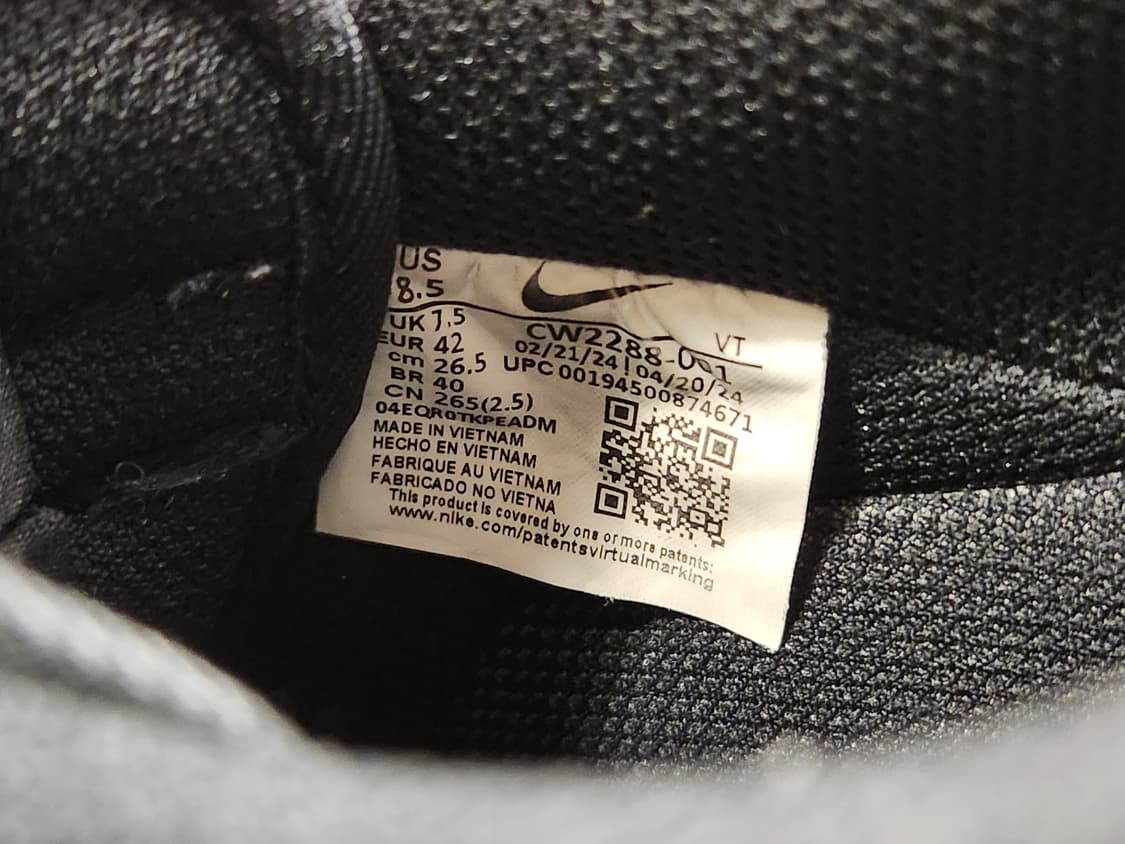 US
8.5
UK 7.5
EUR 42
cm 26.5
BR 40
CN 265(2.5)
04EQR0TKPEADM
MADE IN VIETNAM
HECHO EN VIETNAM
FABRIQUE AU VIETNAM
FABRICADO NO VIETNA
This product is covered by one or more patents:
www.nike.com/patentsvirtualmarking
VT
CW2288-001
02/21/24 | 04/20/24
UPC 00194500874671